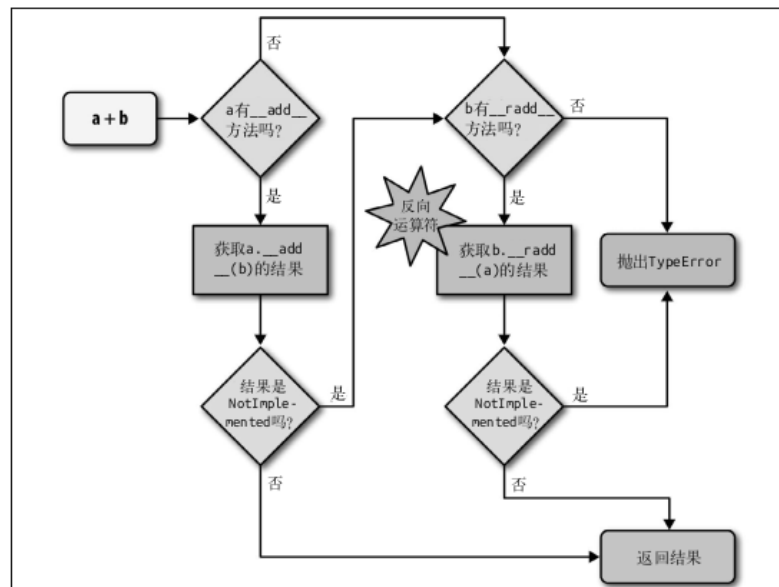 否
a+b
a有__add__
方法吗?
b有__radd__
方法吗?
否
是
反向
运算符
是
获取a.__add
__(b)的结果
获取b.__radd
__(a)的结果
抛出TypeError
结果是
NotImple-
mented吗?
是
结果是
NotImple-
mented吗?
是
否
否
返回结果